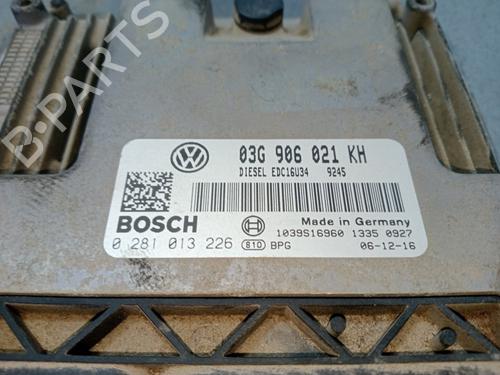 03G 906 021 KH
DIESEL EDC16U34 9245
BOSCH
0 281 013 226
Made in Germany
1039S16960 1335 0927
810 BPG 06-12-16
B-PARTS